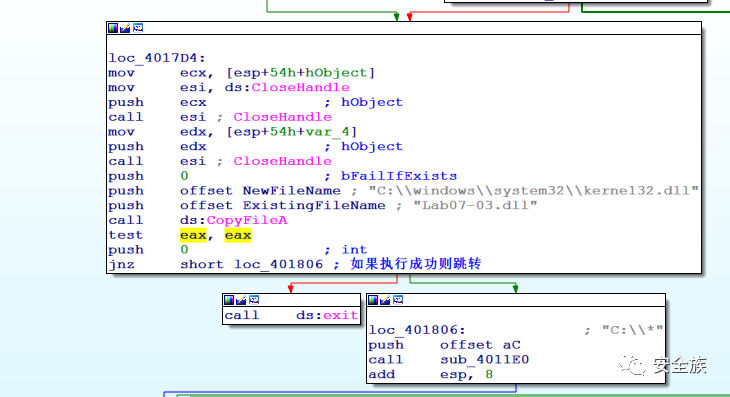 loc_4017D4:
mov ecx, [esp+54h+hObject]
mov esi, ds:CloseHandle
push ecx ; hObject
call esi ; CloseHandle
mov edx, [esp+54h+var_4]
push edx ; hObject
call esi ; CloseHandle
push 0 ; bFailIfExists
push offset NewFileName ; "C:\\windows\\system32\\kerne132.dll"
push offset ExistingFileName ; "Lab07-03.dll"
call ds:CopyFileA
test eax, eax
push 0 ; int
jnz short loc_401806 ; 如果执行成功则跳转
call ds:exit
loc_401806: ; "C:\\*"
push offset aC
call sub_4011E0
add esp, 8
安全族